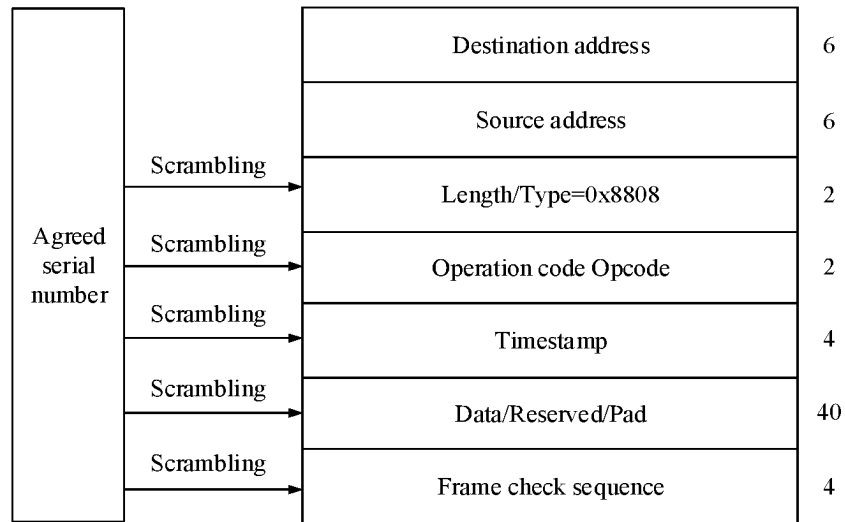 Destination address
6
Source address
6
Scrambling
Length/Type=0x8808
2
Agreed
serial
number
Scrambling
Operation code Opcode
2
Scrambling
Timestamp
4
Scrambling
Data/Reserved/Pad
40
Scrambling
Frame check sequence
4